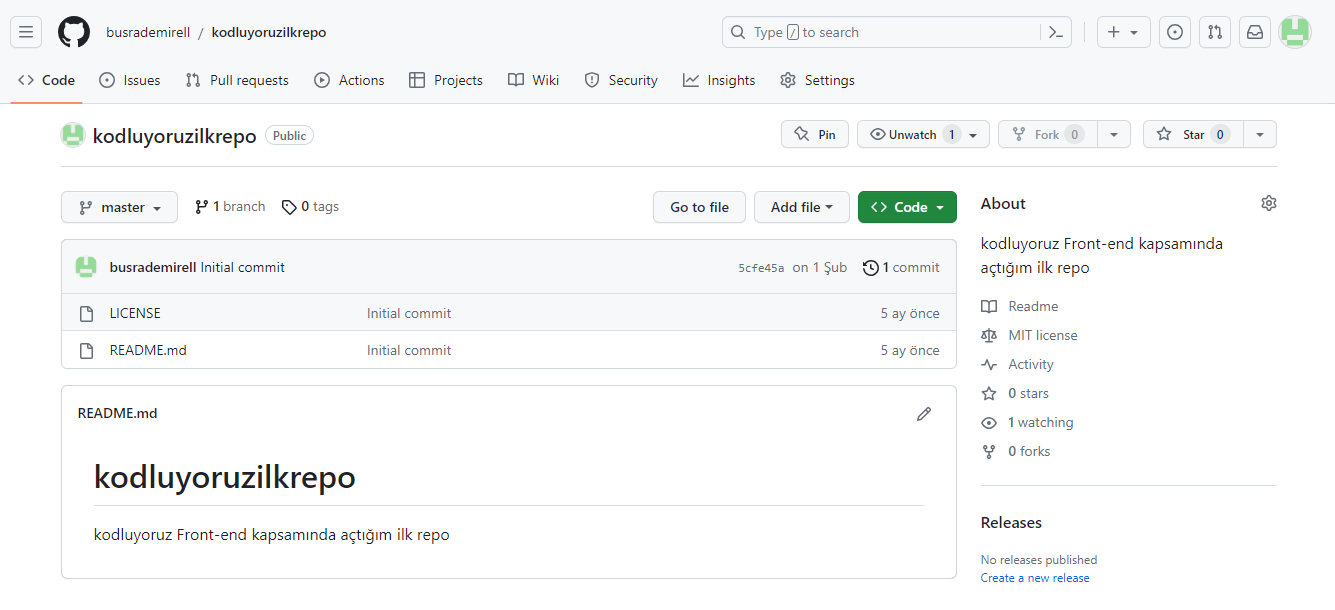 busrademirell / kodluyoruzilkrepo
Type / to search
Code Issues Pull requests Actions Projects Wiki Security Insights Settings
kodluyoruzilkrepo Public
Pin Unwatch 1 Fork 0 Star 0
master 1 branch 0 tags Go to file Add file Code
busrademirell Initial commit 5cfe45a on 1 Şub 1 commit
LICENSE Initial commit 5 ay önce
README.md Initial commit 5 ay önce
README.md
kodluyoruzilkrepo
kodluyoruz Front-end kapsamında açtığım ilk repo
About
kodluyoruz Front-end kapsamında
açtığım ilk repo
Readme
MIT license
Activity
0 stars
1 watching
0 forks
Releases
No releases published
Create a new release